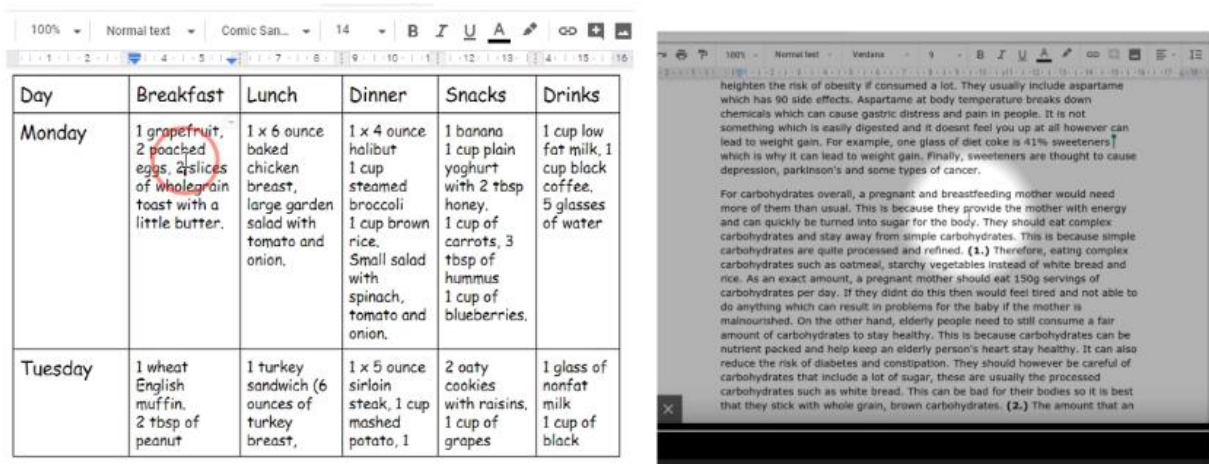 100% Normal text Comic San... 14 B I U A
1 2 3 4 5 6 7 8 9 10 11 12 13 14 15 16
Day Breakfast Lunch Dinner Snacks Drinks
Monday
1 grapefruit,
2 poached
eggs, 2 slices
of wholegrain
toast with a
little butter.
1 x 6 ounce
baked
chicken
breast,
large garden
salad with
tomato and
onion.
1 x 4 ounce
halibut
1 cup
steamed
broccoli
1 cup brown
rice.
Small salad
with
spinach,
tomato and
onion.
1 banana
1 cup plain
yoghurt
with 2 tbsp
honey.
1 cup of
carrots, 3
tbsp of
hummus
1 cup of
blueberries.
1 cup low
fat milk, 1
cup black
coffee,
5 glasses
of water
Tuesday
1 wheat
English
muffin.
2 tbsp of
peanut
1 turkey
sandwich (6
ounces of
turkey
breast,
1 x 5 ounce
sirloin
steak, 1 cup
mashed
potato, 1
2 oaty
cookies
with raisins.
1 cup of
grapes
1 glass of
nonfat
milk
1 cup of
black
100% Normal text Verdana 9 B I U A
heighten the risk of obesity if consumed a lot. They usually include aspartame
which has 90 side effects. Aspartame at body temperature breaks down
chemicals which can cause gastric distress and pain in people. It is not
something which is easily digested and it doesnt feel you up at all however can
lead to weight gain. For example, one glass of diet coke is 41% sweeteners
which is why it can lead to weight gain. Finally, sweeteners are thought to cause
depression, parkinson's and some types of cancer.
For carbohydrates overall, a pregnant and breastfeeding mother would need
more of them than usual. This is because they provide the mother with energy
and can quickly be turned into sugar for the body. They should eat complex
carbohydrates and stay away from simple carbohydrates. This is because simple
carbohydrates are quite processed and refined. (1.) Therefore, eating complex
carbohydrates such as oatmeal, starchy vegetables instead of white bread and
rice. As an exact amount, a pregnant mother should eat 150g servings of
carbohydrates per day. If they didnt do this then would feel tired and not able to
do anything which can result in problems for the baby if the mother is
malnourished. On the other hand, elderly people need to still consume a fair
amount of carbohydrates to stay healthy. This is because carbohydrates can be
nutrient packed and help keep an elderly person's heart stay healthy. It can also
reduce the risk of diabetes and constipation. They should however be careful of
carbohydrates that include a lot of sugar, these are usually the processed
carbohydrates such as white bread. This can be bad for their bodies so it is best
that they stick with whole grain, brown carbohydrates. (2.) The amount that an